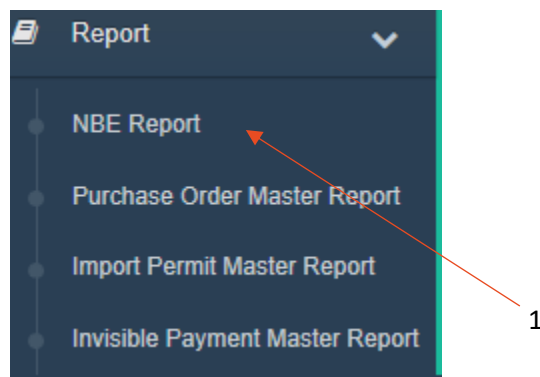 Report
NBE Report
Purchase Order Master Report
Import Permit Master Report
Invisible Payment Master Report
1